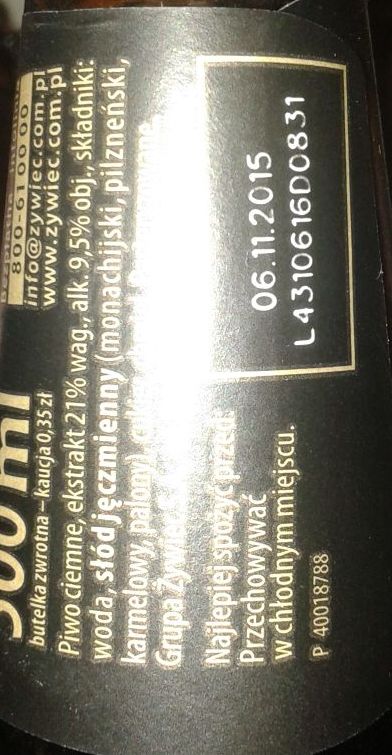 500 ml
butelka zwrotna – kaucja 0,35 zł
800-610000
info@zywiec.com.pl
www.zywiec.com.pl
Piwo ciemne, ekstrakt 21% wag., alk. 9,5% obj., składniki:
woda, słód jęczmienny (monachijski, pilzneński,
karmelowy, palony),
Grupa Żywiec
Najlepiej spożyć przed:
Przechowywać
w chłodnym miejscu.
06.11.2015
L4310616D0831
P 40018788